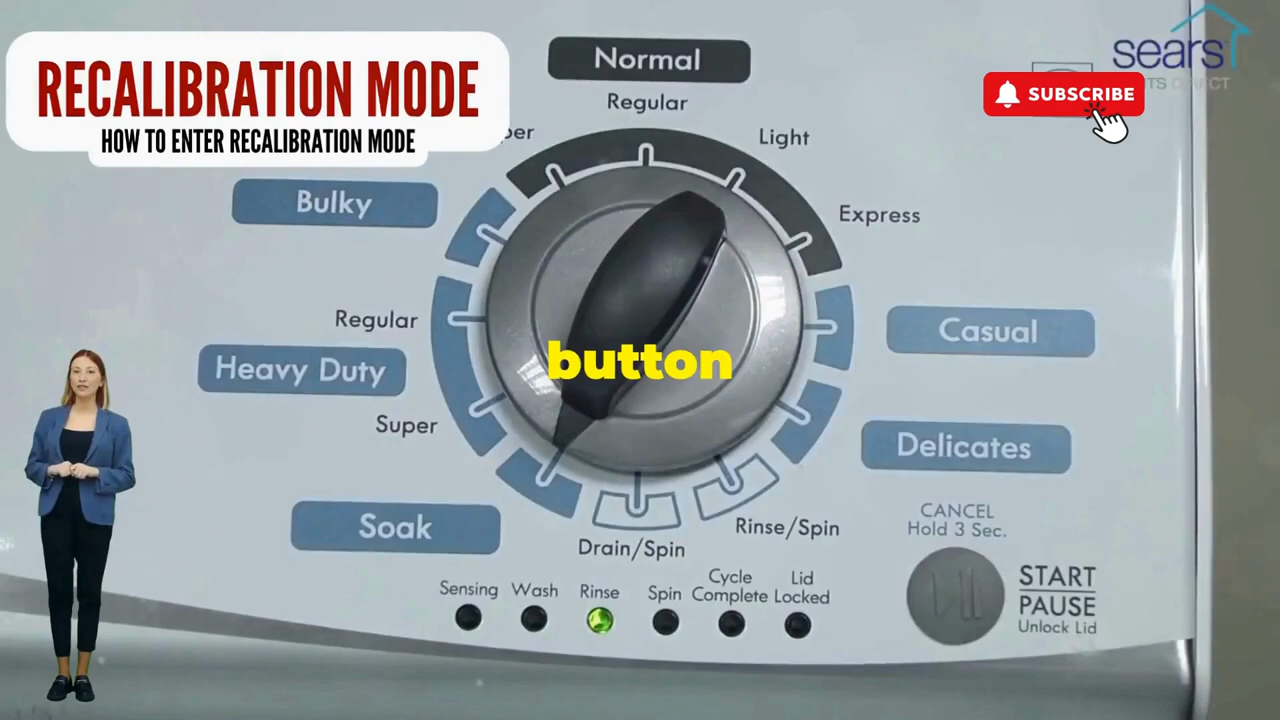 RECALIBRATION MODE
HOW TO ENTER RECALIBRATION MODE
sears
SUBSCRIBE
DIRECT
Normal
Regular
Light
Express
Bulky
Regular
Heavy Duty
Super
Casual
Delicates
button
Soak
Drain/Spin
Rinse/Spin
CANCEL
Hold 3 Sec.
Sensing
Wash
Rinse
Spin
Cycle
Complete
Lid
Locked
START
PAUSE
Unlock Lid